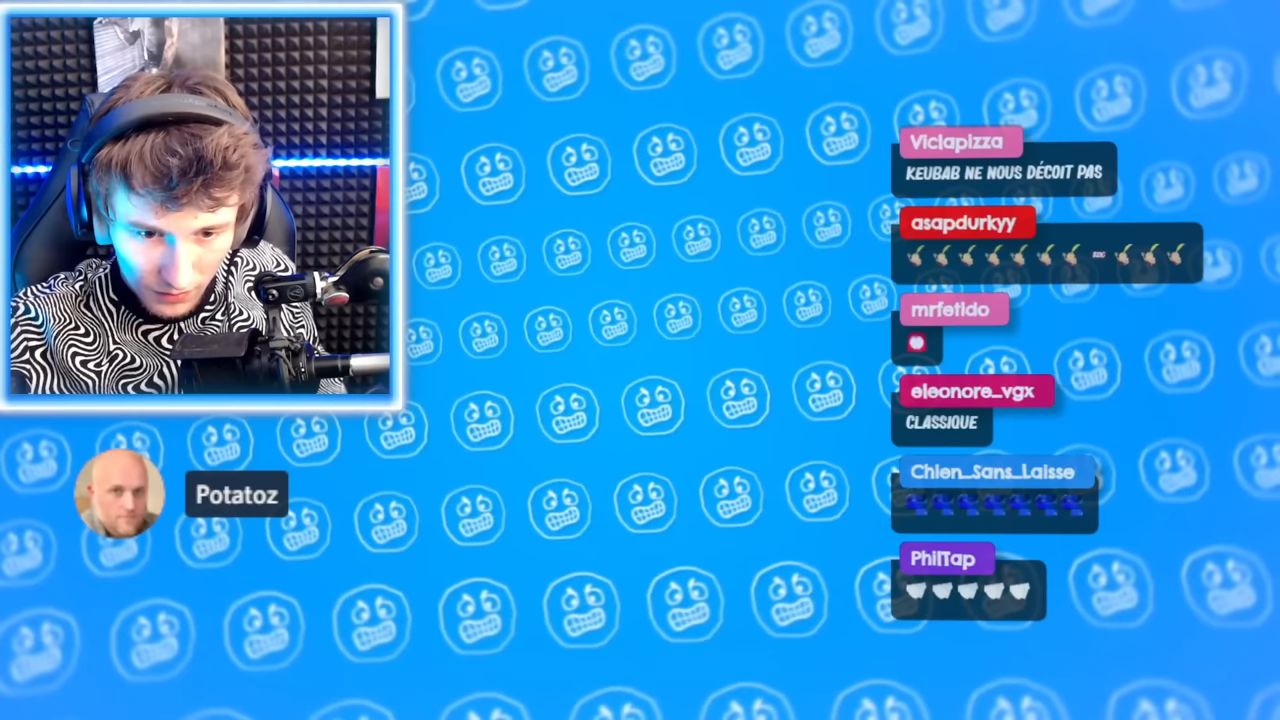 Viclapizza
KEUBAB NE NOUS DÉCOIT PAS
asapdurkyy
mrfetido
eleonore_vgx
CLASSIQUE
Chien_Sans_Laisse
Potatoz
PhilTap